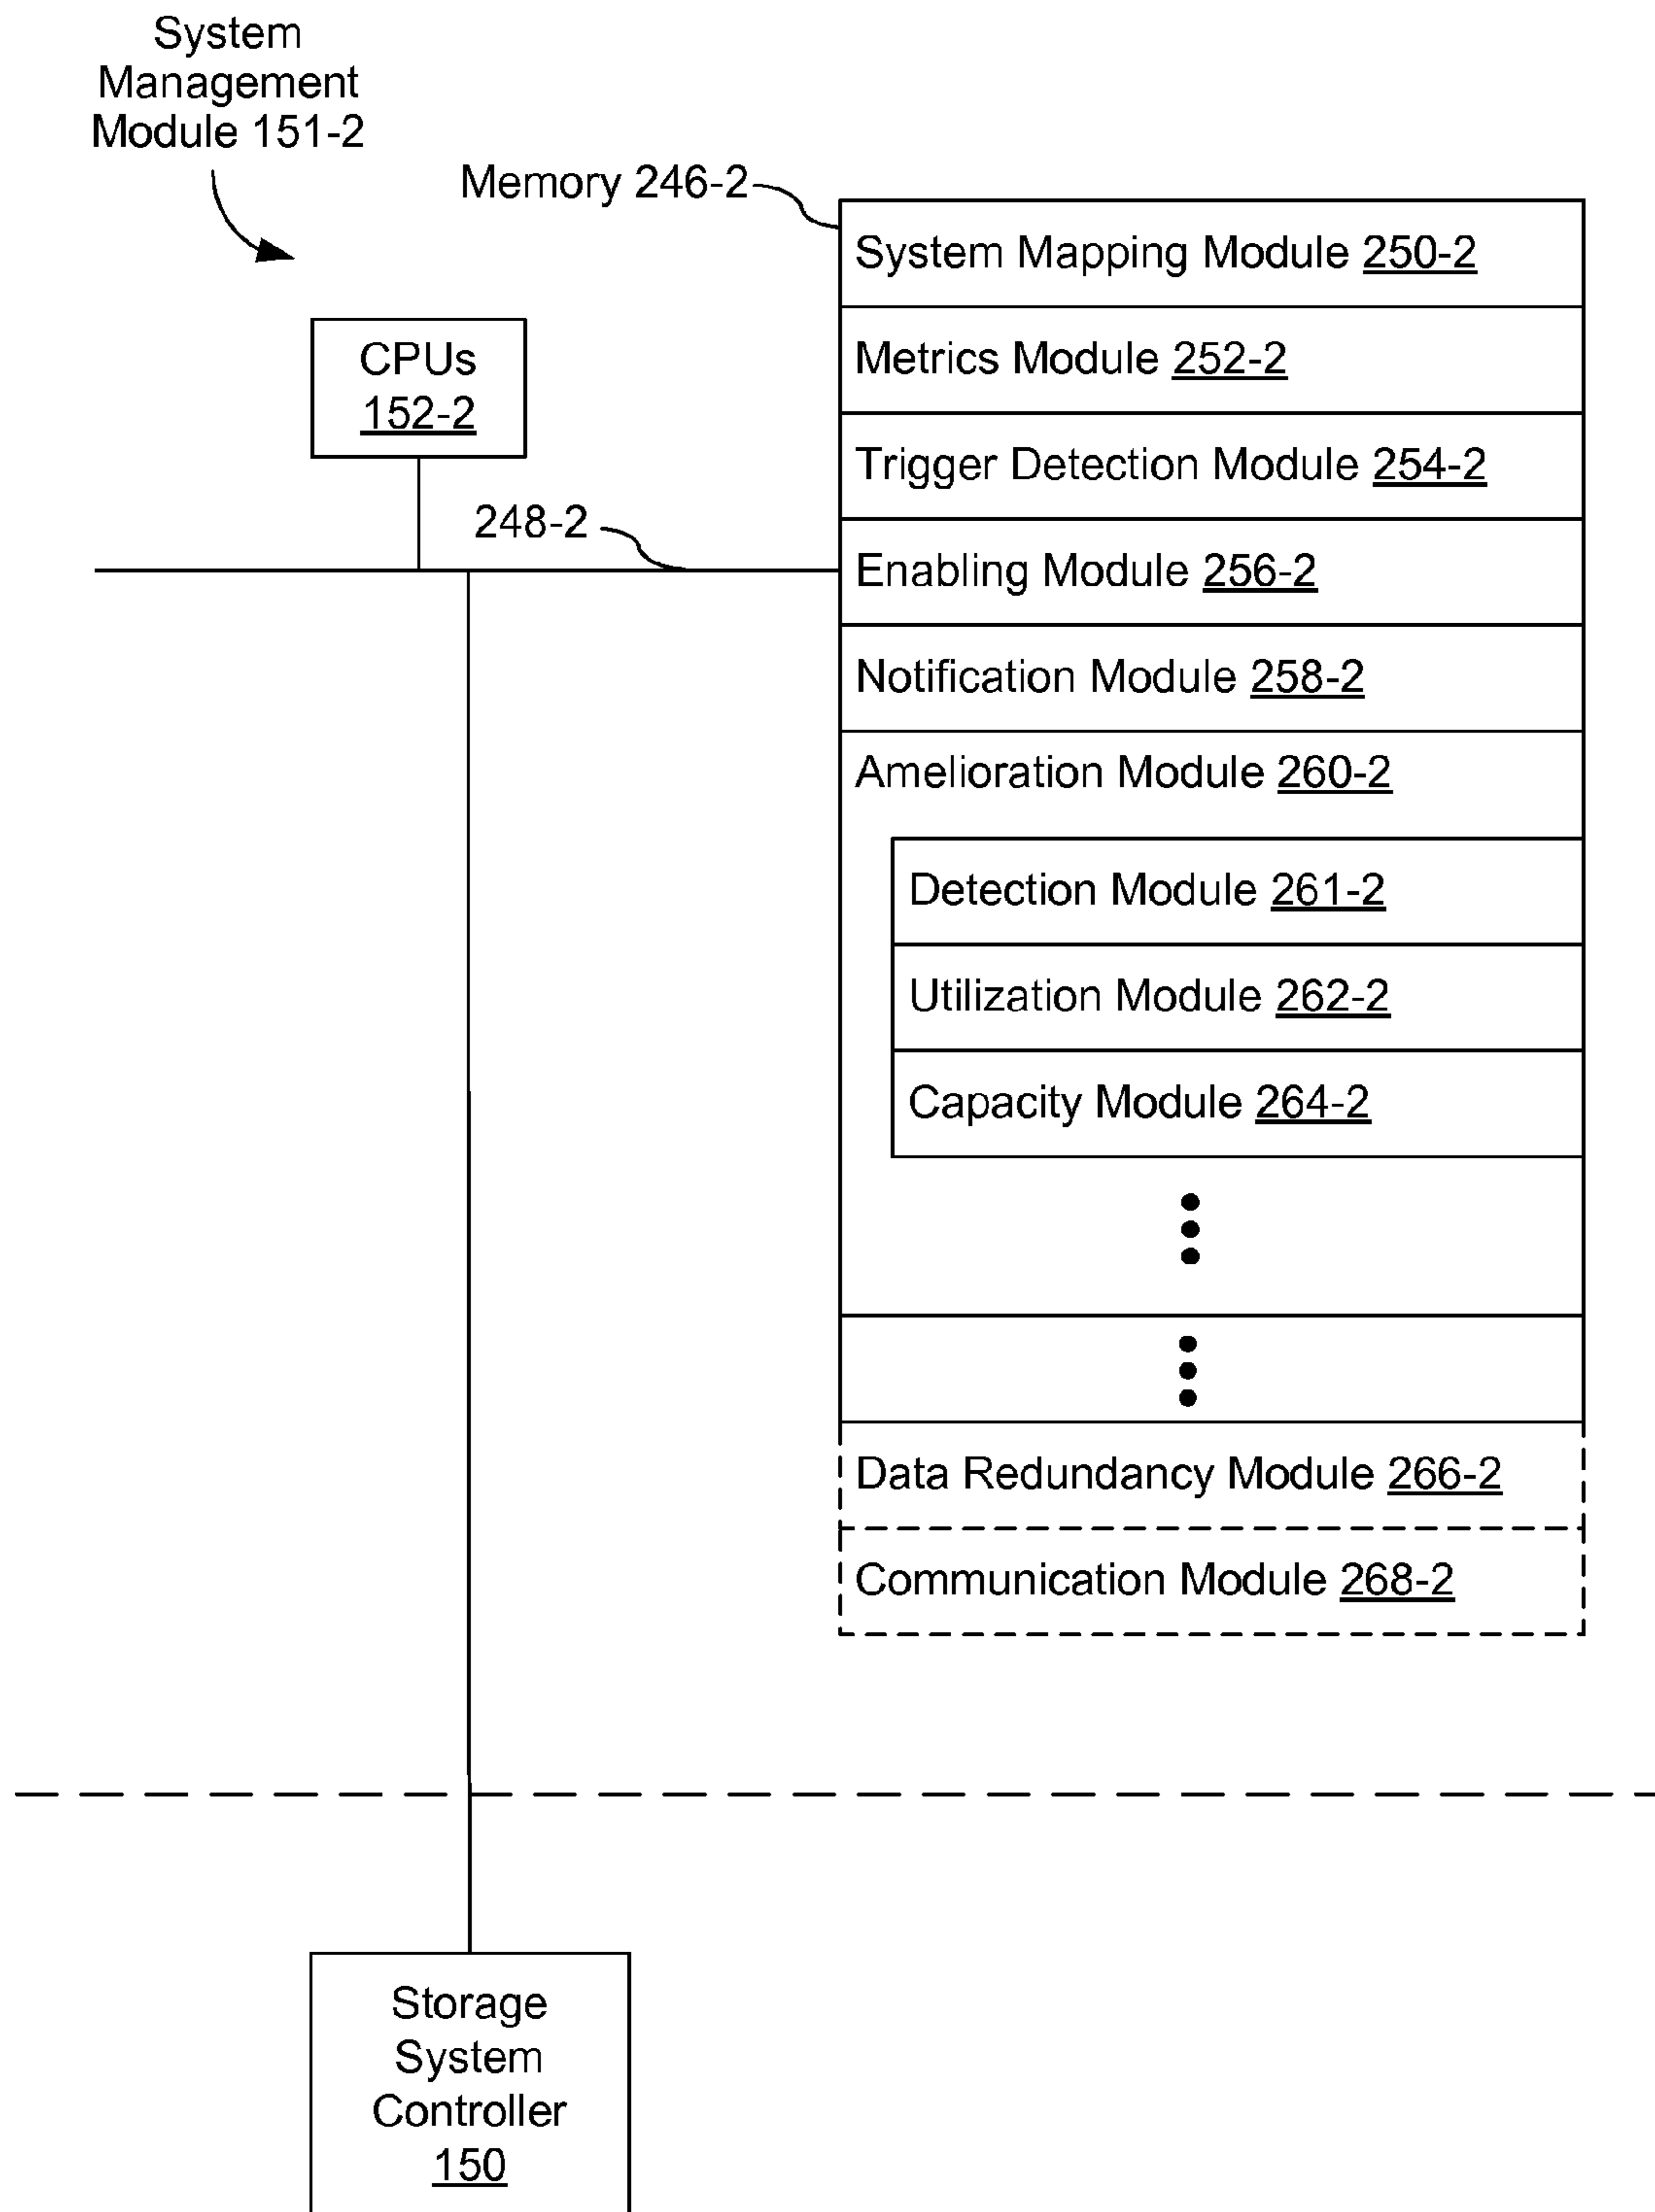 System
Management
Module 151-2
Memory 246-2
System Mapping Module 250-2
CPUs
152-2
Metrics Module 252-2
Trigger Detection Module 254-2
248-2
Enabling Module 256-2
Notification Module 258-2
Amelioration Module 260-2
Detection Module 261-2
Utilization Module 262-2
Capacity Module 264-2
Data Redundancy Module 266-2
Communication Module 268-2
Storage
System
Controller
150